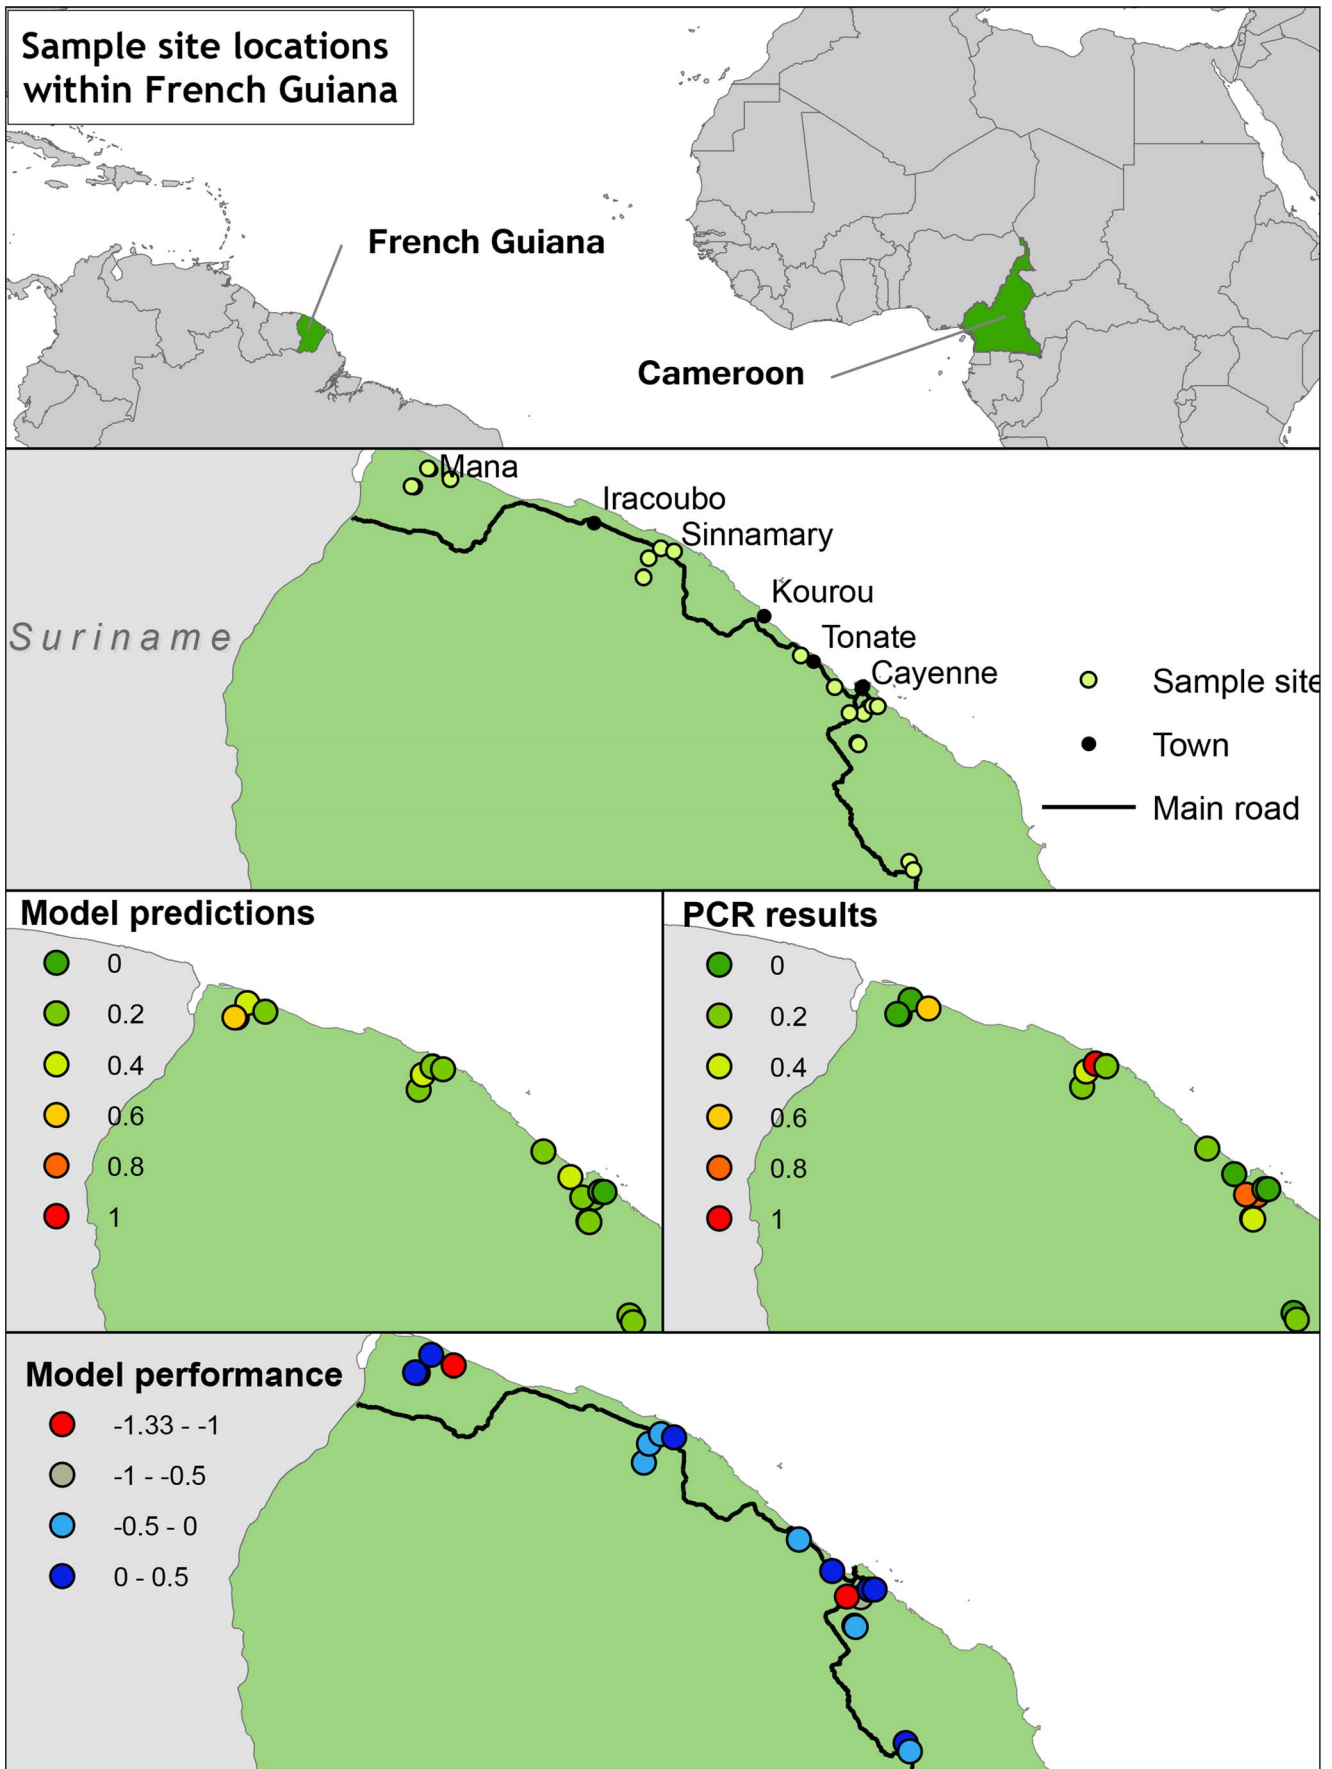 Sample site locations
within French Guiana
French Guiana
Cameroon
Mana
Iracoubo
Sinnamary
Kourou
Suriname
Tonate
Cayenne
Sample site
Town
Main road
Model predictions
0
0.2
0.4
0.6
0.8
1
PCR results
0
0.2
0.4
0.6
0.8
1
Model performance
-1.33 - -1
-1 - -0.5
-0.5 - 0
0 - 0.5